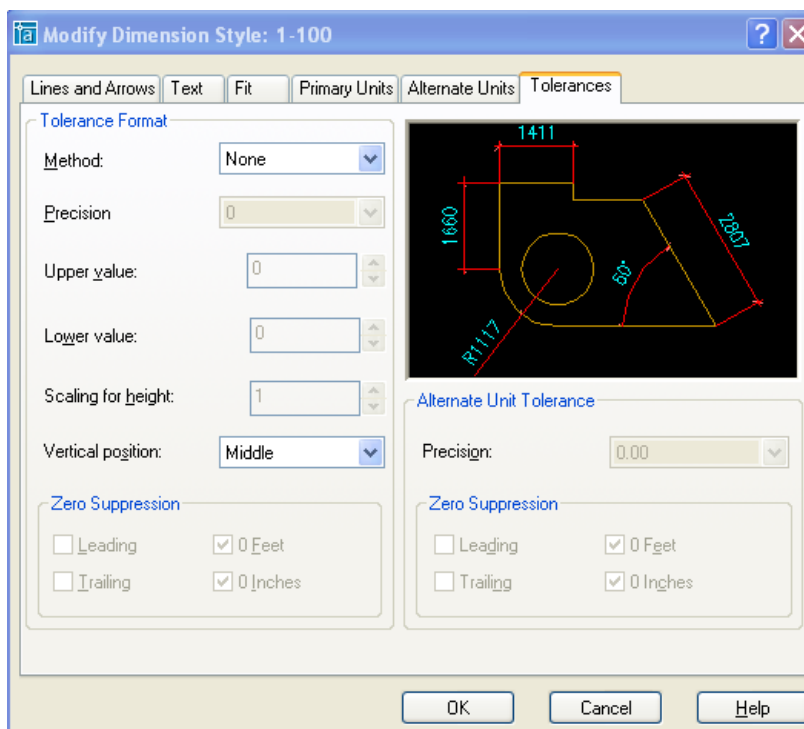 Modify Dimension Style: 1-100
Lines and Arrows Text Fit Primary Units Alternate Units Tolerances
Tolerance Format
Method: None
Precision 0
Upper value: 0
Lower value: 0
Scaling for height: 1
Vertical position: Middle
Zero Suppression
Leading 0 Feet
Trailing 0 Inches
1411
1660
2807
60°
R1117
Alternate Unit Tolerance
Precision: 0.00
Zero Suppression
Leading 0 Feet
Trailing 0 Inches
OK Cancel Help